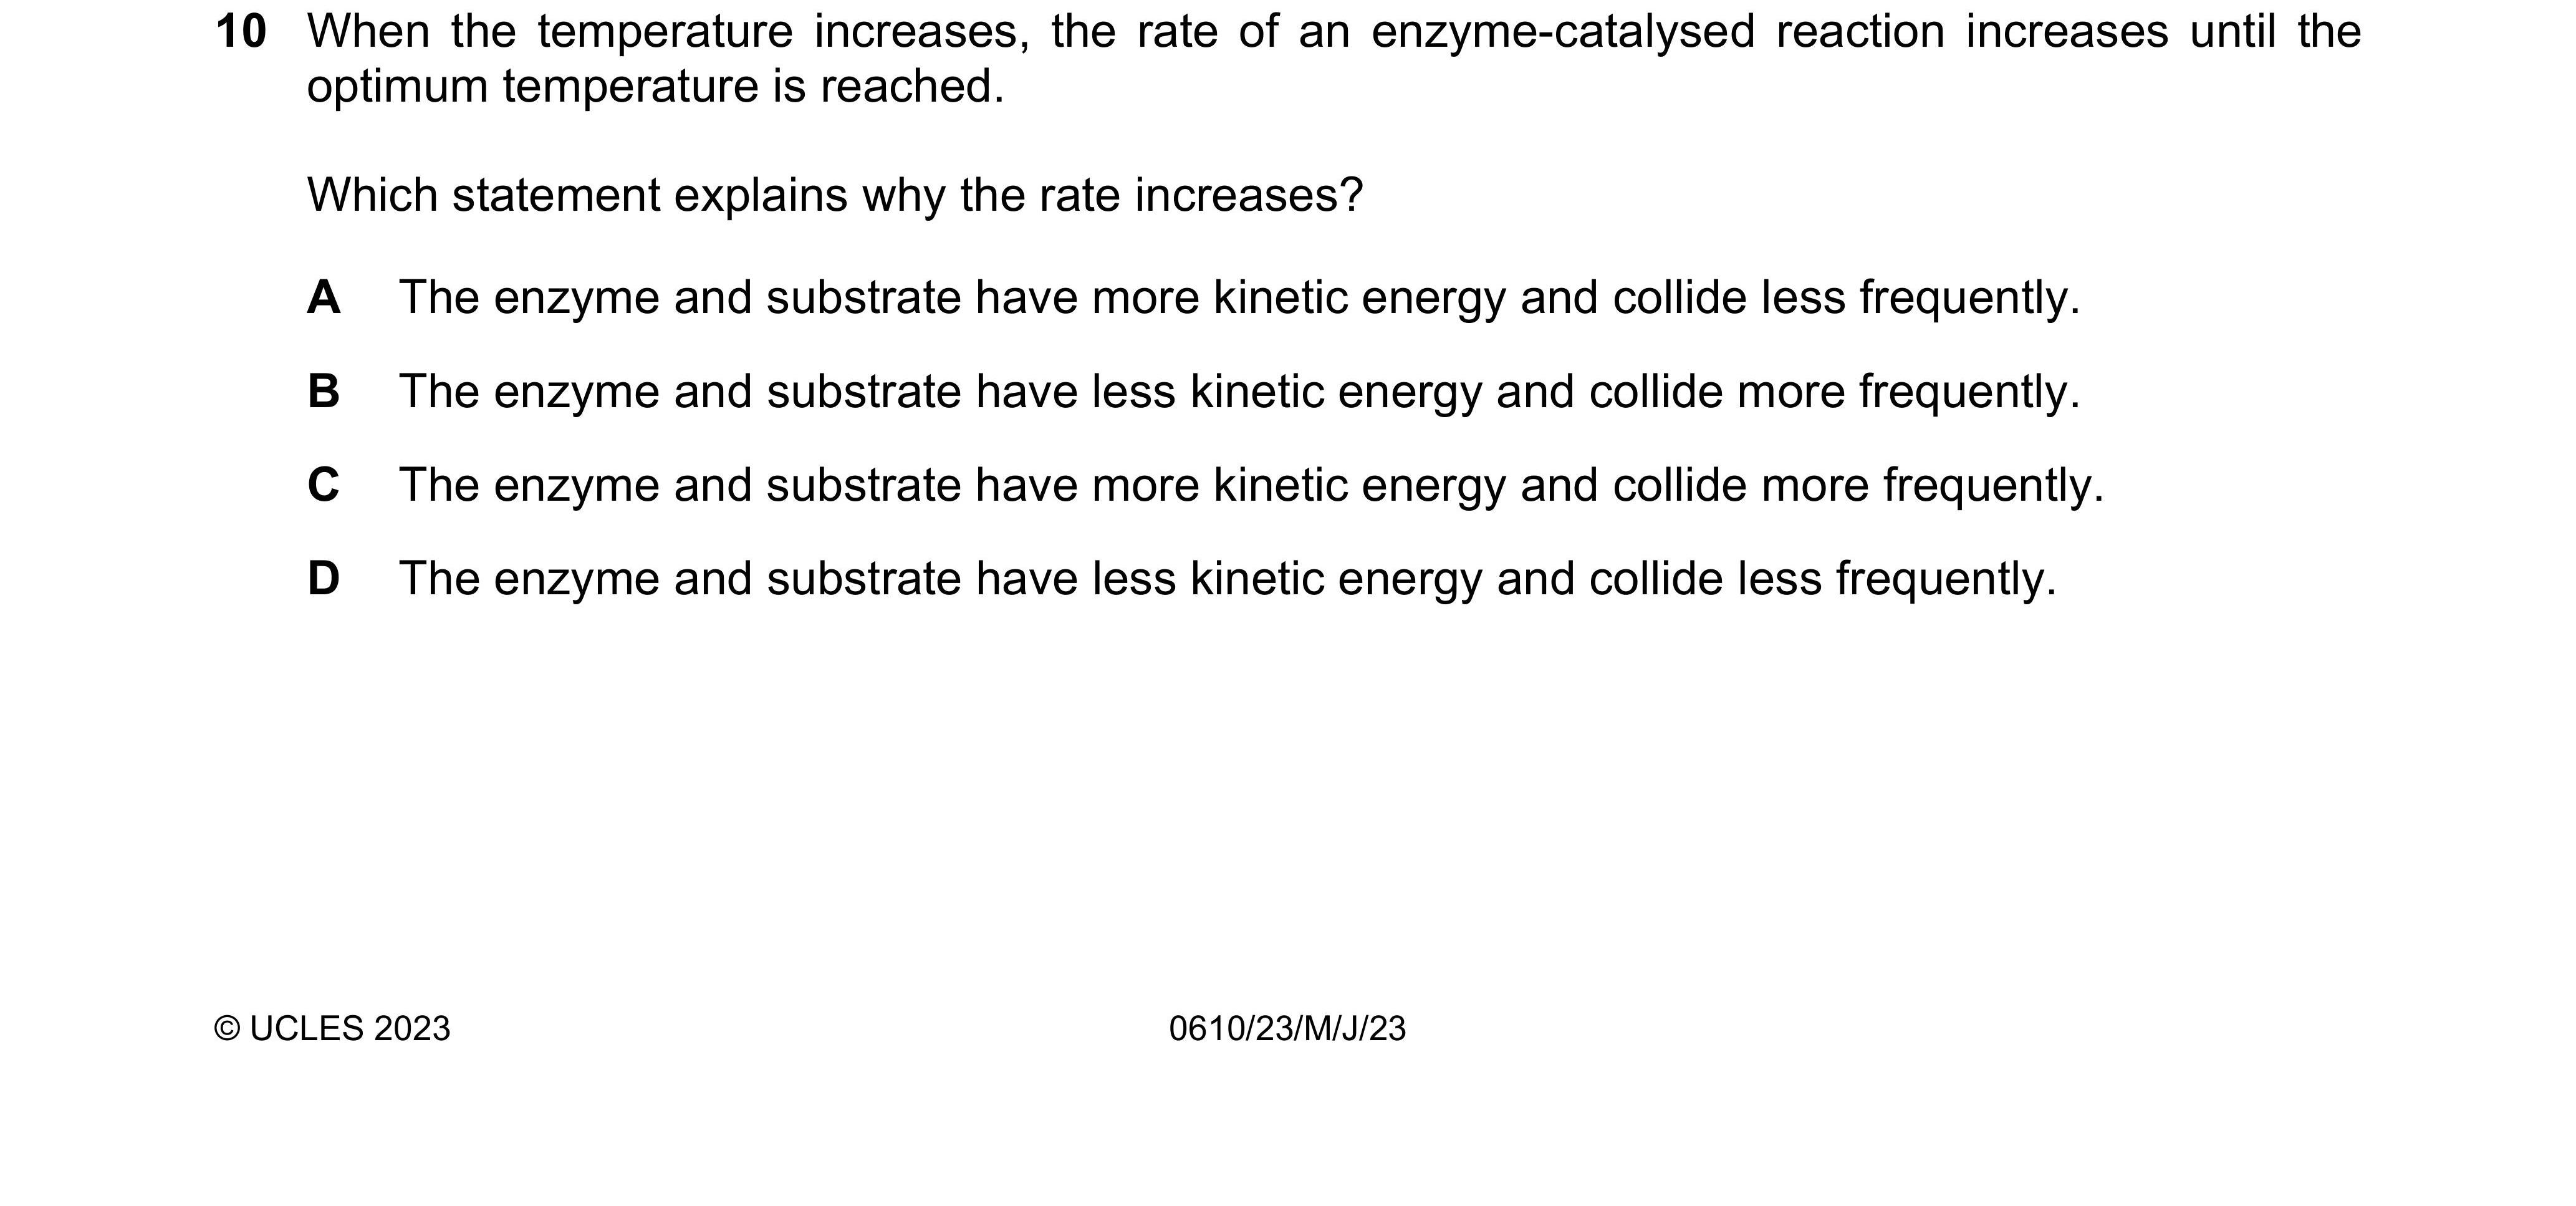 10 When the temperature increases, the rate of an enzyme-catalysed reaction increases until the
optimum temperature is reached.
Which statement explains why the rate increases?
A The enzyme and substrate have more kinetic energy and collide less frequently.
B The enzyme and substrate have less kinetic energy and collide more frequently.
C The enzyme and substrate have more kinetic energy and collide more frequently.
D The enzyme and substrate have less kinetic energy and collide less frequently.
© UCLES 2023 0610/23/M/J/23